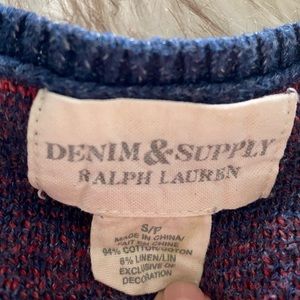 DENIM & SUPPLY
RALPH LAUREN
S/P
MADE IN CHINA/
FAIT EN CHINE
94% COTTON/COTON
6% LINEN/LIN
EXCLUSIVE OF
DECORATION